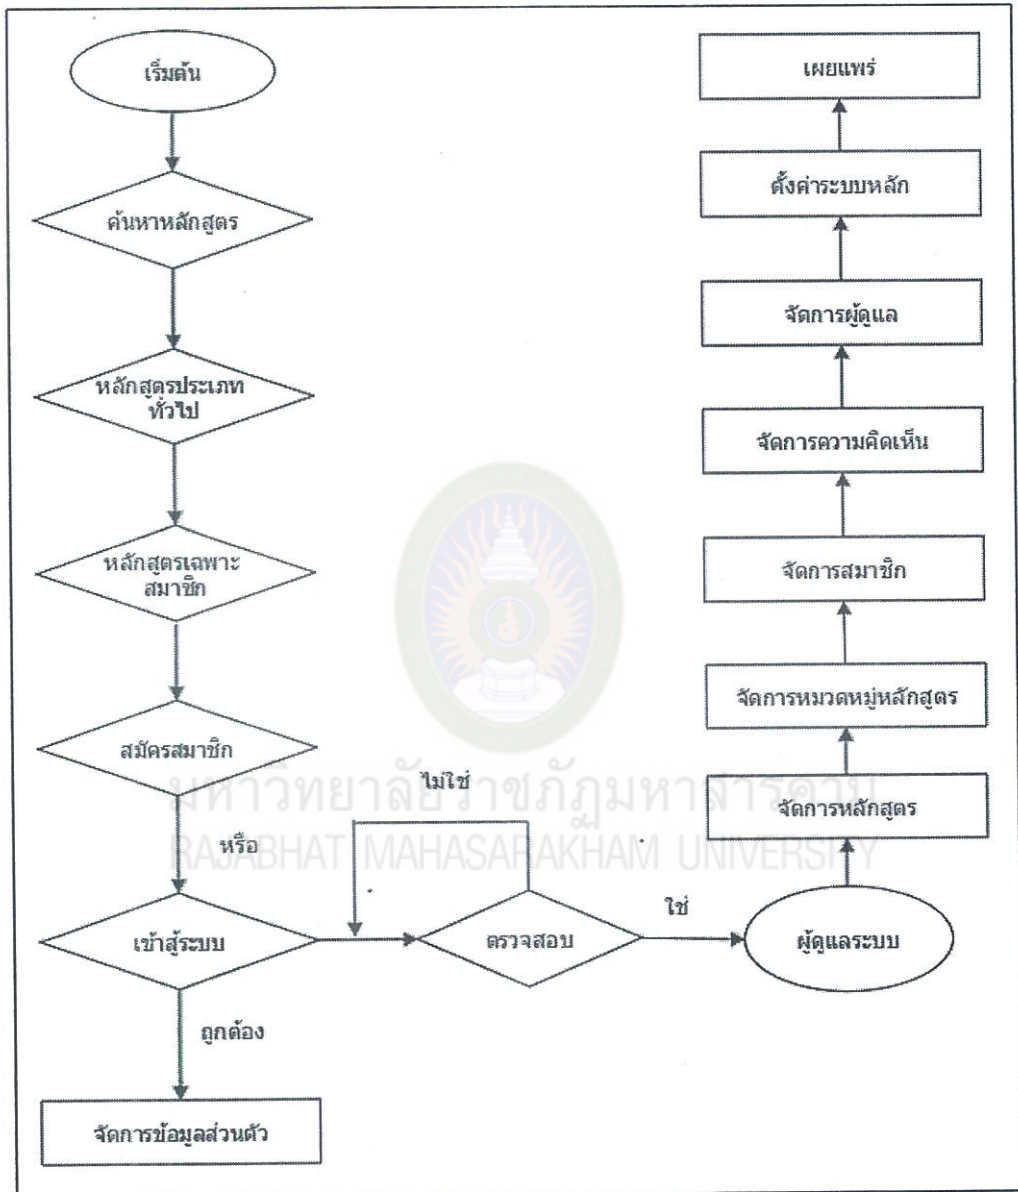 เริ่มต้น
ค้นหาหลักสูตร
หลักสูตรประเภท
ทั่วไป
หลักสูตรเฉพาะ
สมาชิก
สมัครสมาชิก
หรือ
เข้าสู่ระบบ
ถูกต้อง
จัดการข้อมูลส่วนตัว
ไม่ใช่
ตรวจสอบ
ใช่
ผู้ดูแลระบบ
จัดการหลักสูตร
จัดการหมวดหมู่หลักสูตร
จัดการสมาชิก
จัดการความคิดเห็น
จัดการผู้ดูแล
ตั้งค่าระบบหลัก
เผยแพร่
มหาวิทยาลัยราชภัฏมหาสารคาม
RAJABHAT MAHASARAKHAM UNIVERSITY